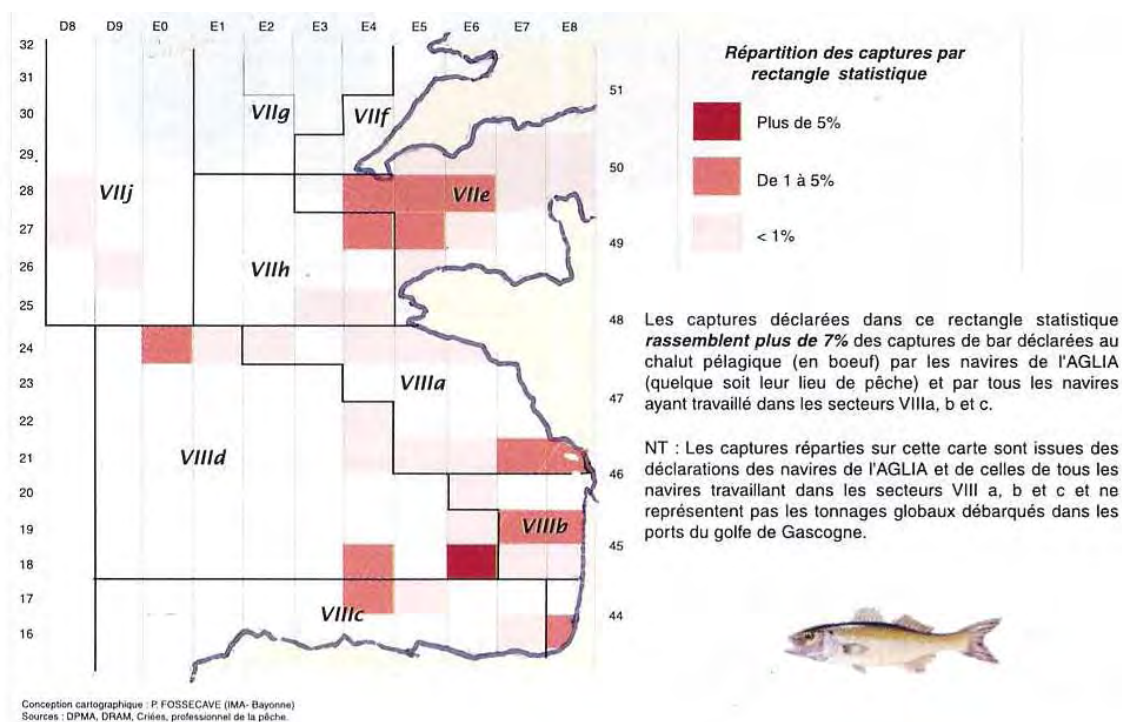 D8 D9 E0 E1 E2 E3 E4 E5 E6 E7 E8
32
31
30
29
28
27
26
25
24
23
22
21
20
19
18
17
16
VIIg
VIIf
VIIj
VIIe
VIIh
VIIIa
VIIId
VIIIb
VIIIc
51
50
49
48
47
46
45
44
Répartition des captures par
rectangle statistique
Plus de 5%
De 1 à 5%
< 1%
Les captures déclarées dans ce rectangle statistique
rassemblent plus de 7% des captures de bar déclarées au
chalut pélagique (en boeuf) par les navires de l'AGLIA
(quelque soit leur lieu de pêche) et par tous les navires
ayant travaillé dans les secteurs VIIIa, b et c.
NT : Les captures réparties sur cette carte sont issues des
déclarations des navires de l'AGLIA et de celles de tous les
navires travaillant dans les secteurs VIII a, b et c et ne
représentent pas les tonnages globaux débarqués dans les
ports du golfe de Gascogne.
Conception cartographique : P. FOSSECAVE (IMA- Bayonne)
Sources : DPMA, DRAM, Criées, professionnel de la pêche.